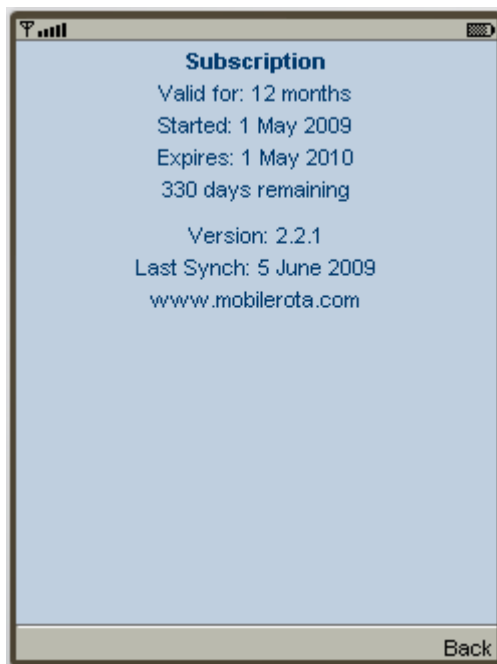 Subscription
Valid for: 12 months
Started: 1 May 2009
Expires: 1 May 2010
330 days remaining
Version: 2.2.1
Last Synch: 5 June 2009
www.mobilerota.com
Back